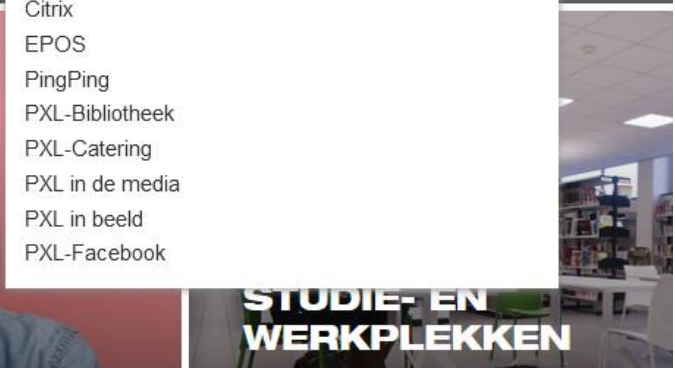 Citrix
EPOS
PingPing
PXL-Bibliotheek
PXL-Catering
PXL in de media
PXL in beeld
PXL-Facebook
STUDIE- EN
WERKPLEKKEN